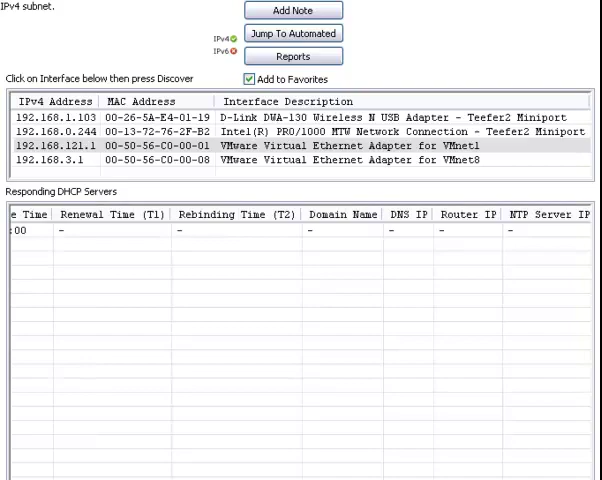 IPv4 subnet.
Add Note
IPv4
Jump To Automated
IPv6
Reports
Click on Interface below then press Discover
Add to Favorites
IPv4 Address MAC Address Interface Description
192.168.1.103 00-26-5A-E4-01-19 D-Link DWA-130 Wireless N USB Adapter - Teefer2 Miniport
192.168.0.244 00-13-72-76-2F-B2 Intel(R) PRO/1000 MTW Network Connection - Teefer2 Miniport
192.168.121.1 00-50-56-C0-00-01 VMware Virtual Ethernet Adapter for VMnet1
192.168.3.1 00-50-56-C0-00-08 VMware Virtual Ethernet Adapter for VMnet8
Responding DHCP Servers
e Time Renewal Time (T1) Rebinding Time (T2) Domain Name DNS IP Router IP NTP Server IP
:00 - - - - - -